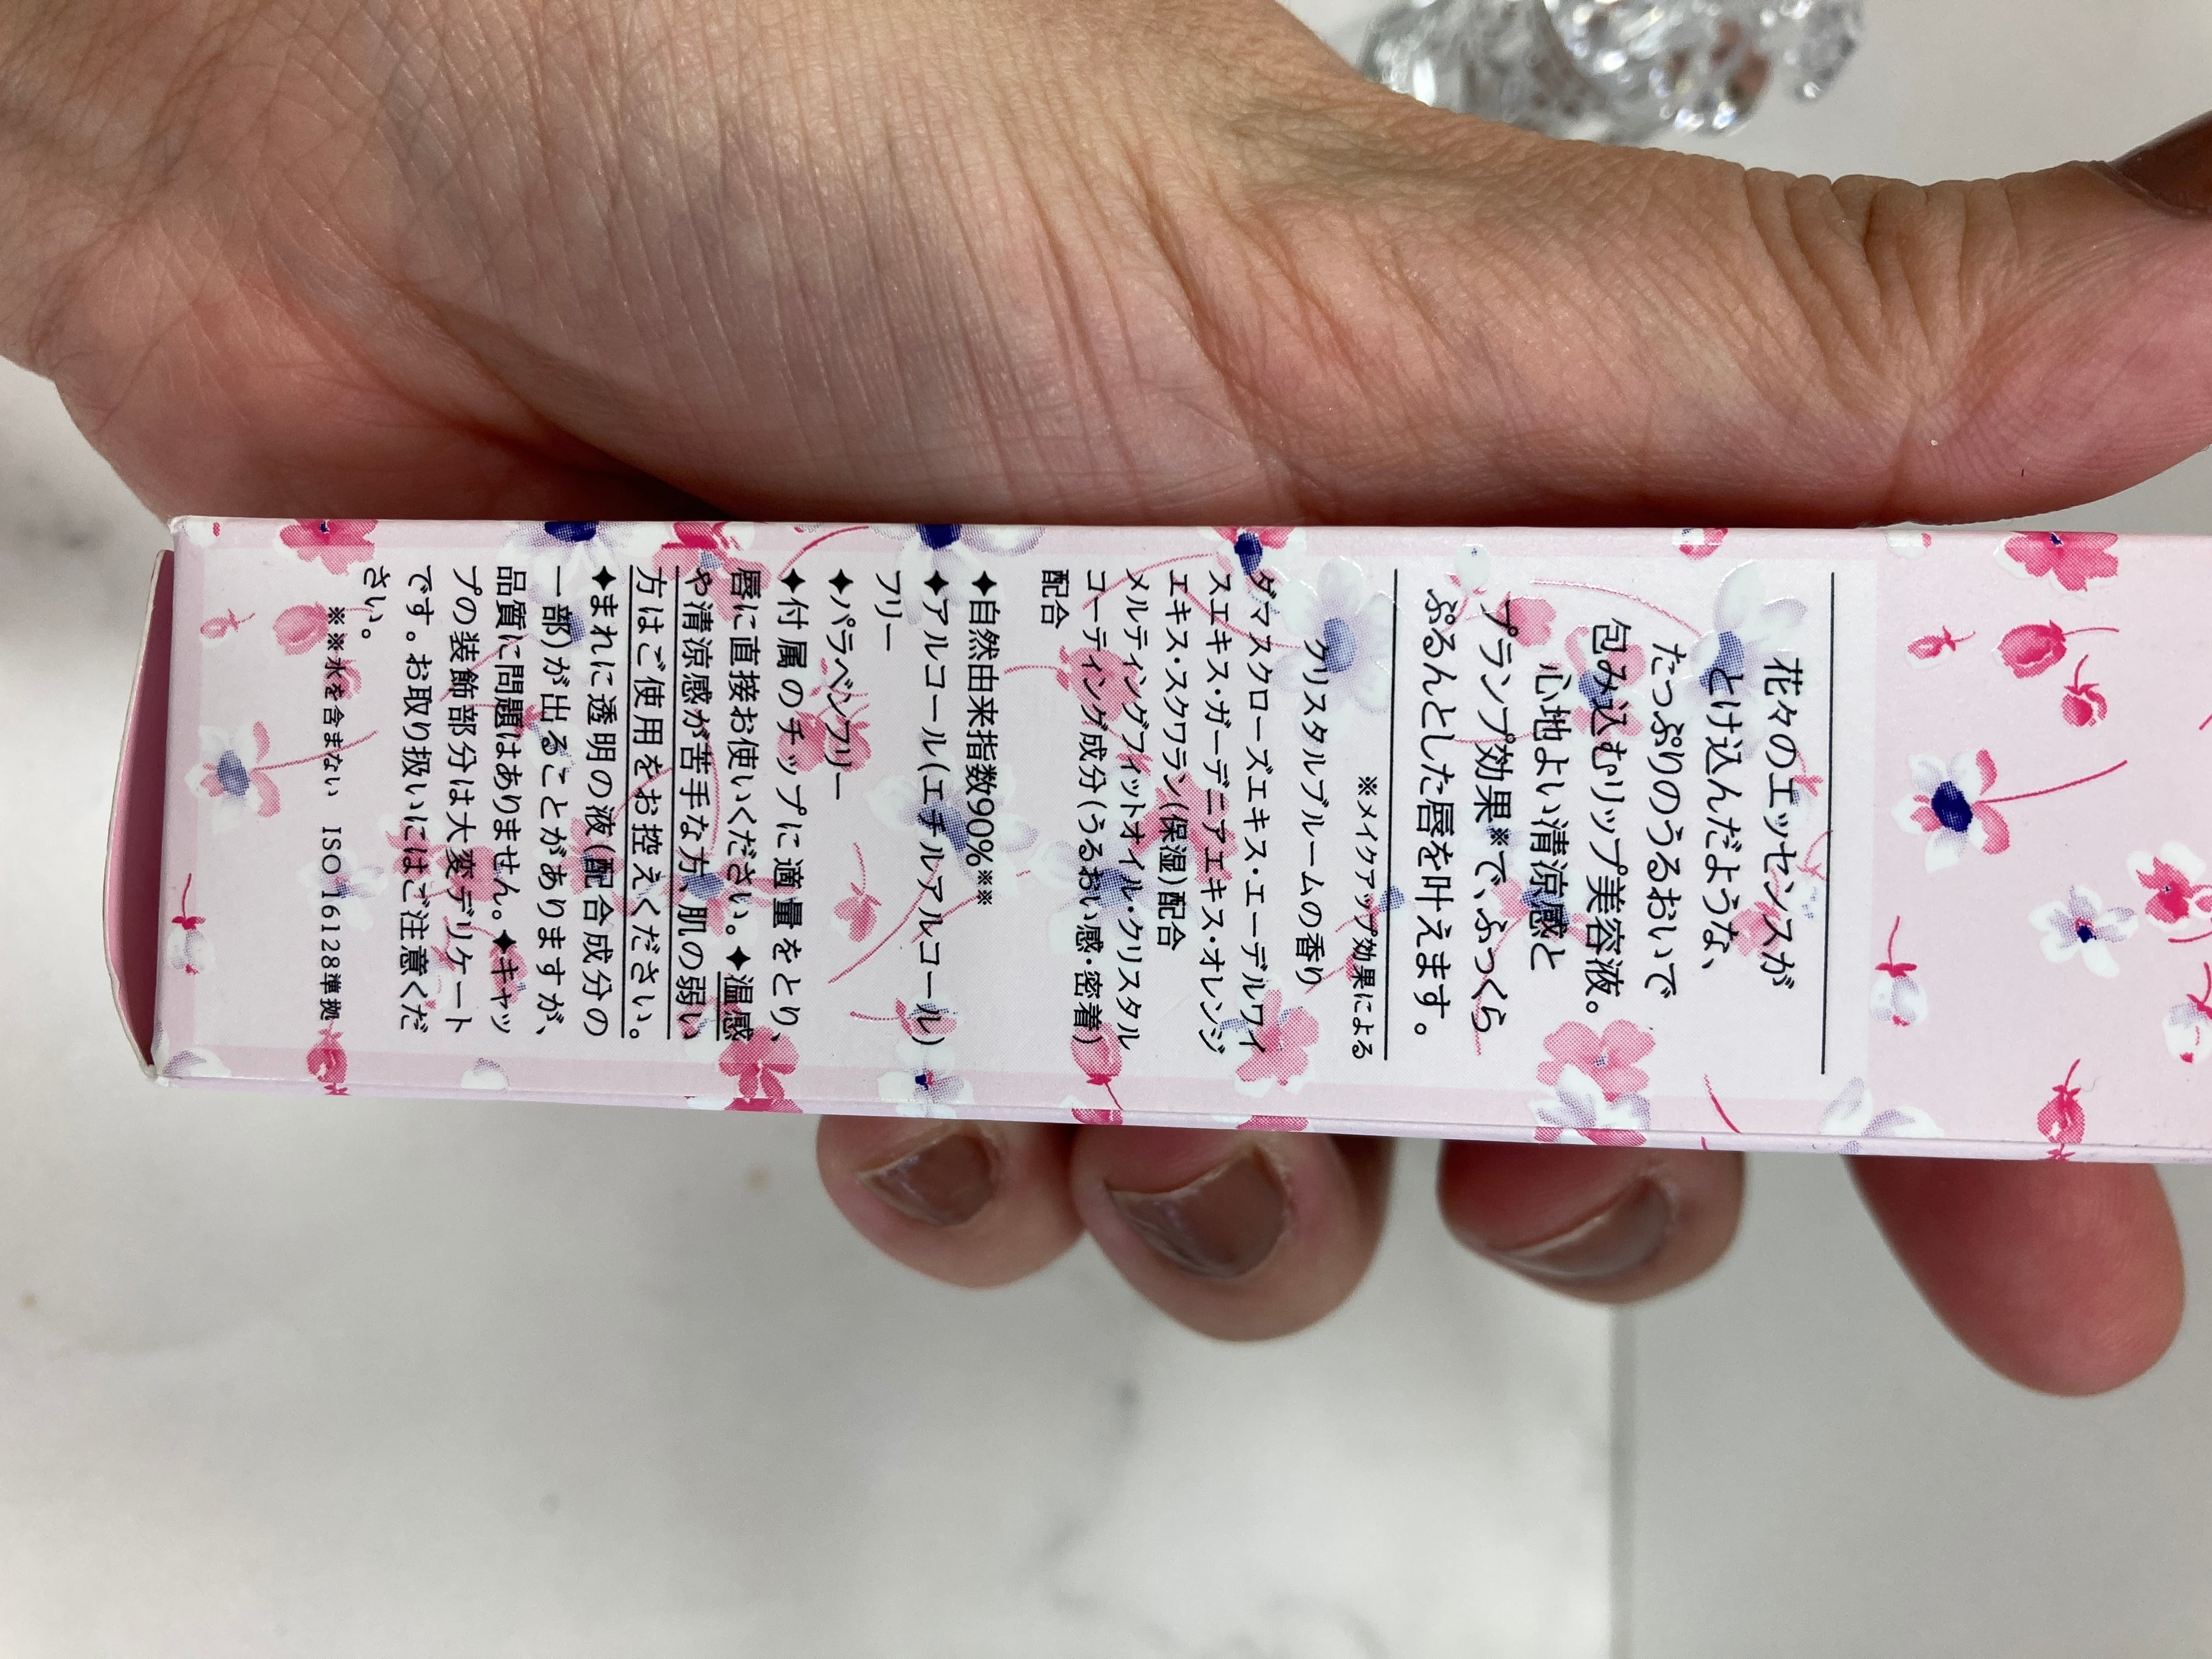 花々のエッセンスが
とけ込んだような、
たっぷりのうるおいで
包み込むリップ美容液。
心地よい清涼感と
プランプ効果※で、ふっくら
ぷるんとした唇を叶えます。
※メイクアップ効果による
クリスタルブルームの香り
ダマスクローズエキス・エーデルワイ
スエキス・ガーデニアエキス・オレンジ
エキス・スクワラン(保湿)配合
メルティングフィットオイル・クリスタル
コーティング成分(うるおい感・密着)
配合
◆自然由来指数90%※※
◆アルコール(エチルアルコール)
フリー
◆パラベンフリー
◆付属のチップに適量をとり、
唇に直接お使いください。◆温感
や清涼感が苦手な方、肌の弱い
方はご使用をお控えください。
◆まれに透明の液(配合成分の
一部)が出ることがありますが、
品質に問題はありません。◆キャッ
プの装飾部分は大変デリケート
です。お取り扱いにはご注意くだ
さい。
※※水を含まない ISO 16128準拠